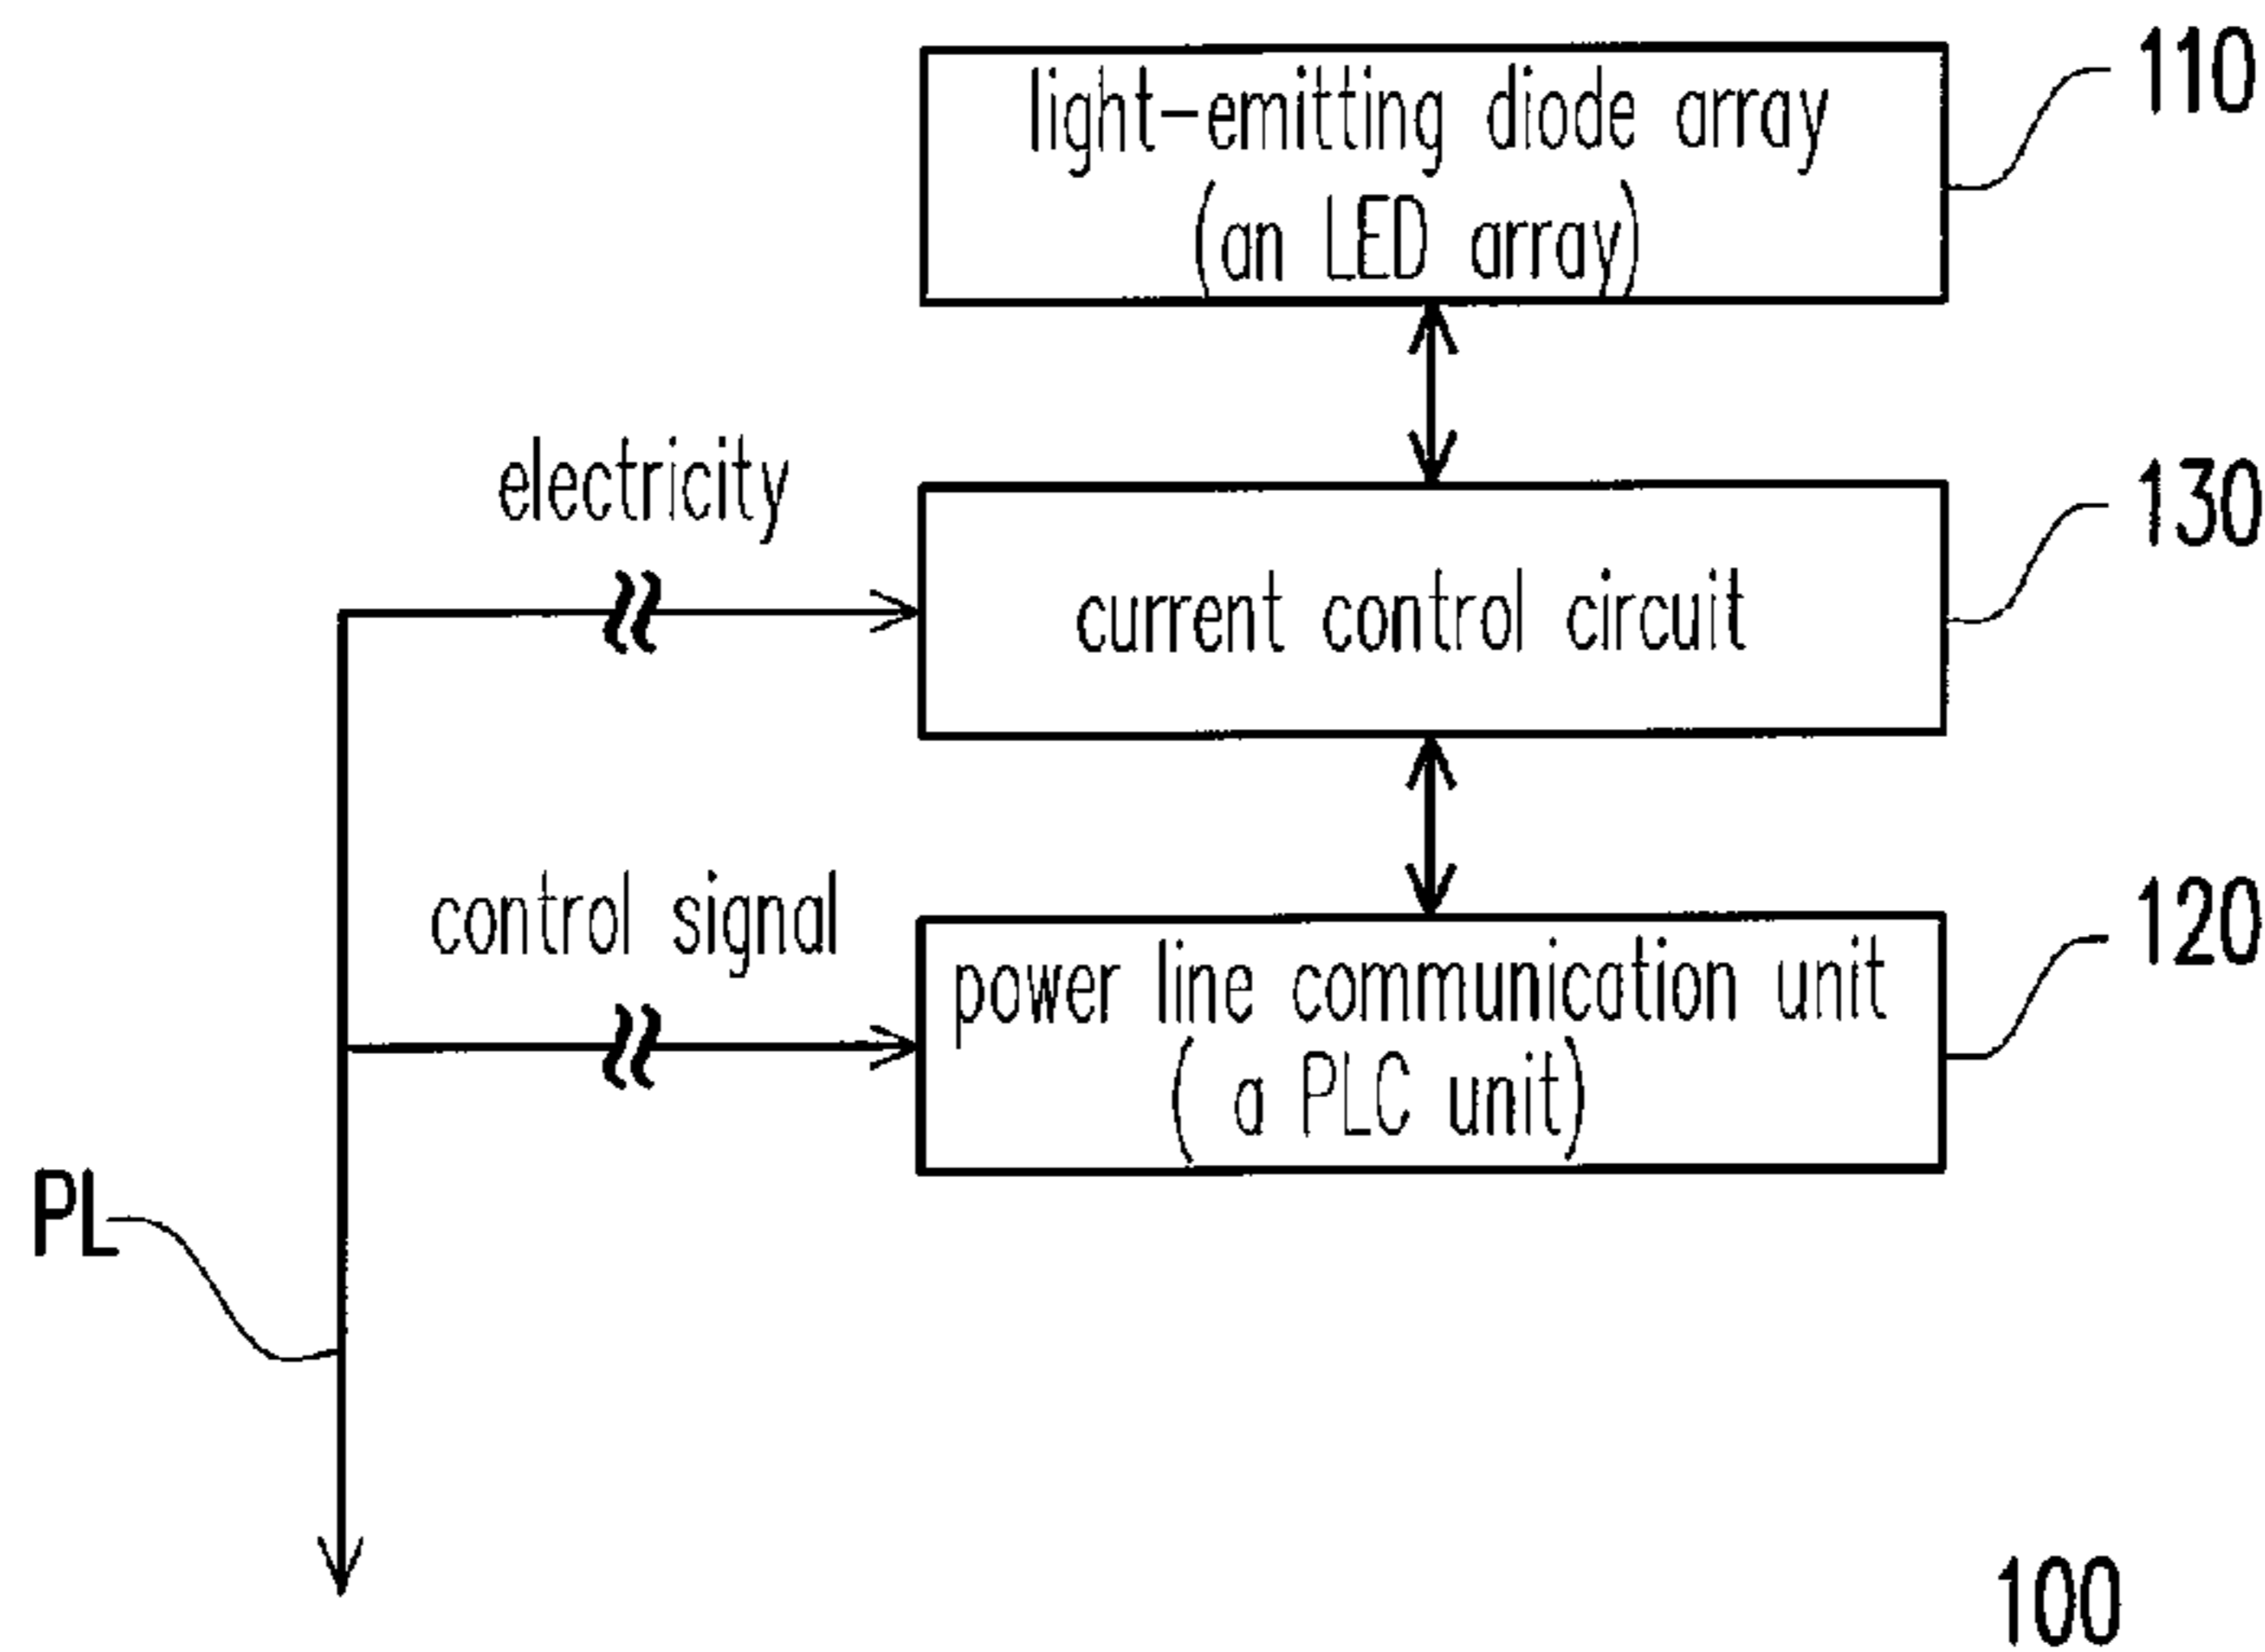 light-emitting diode array
(an LED array)
110
electricity
current control circuit
130
control signal
power line communication unit
( a PLC unit)
120
PL
100